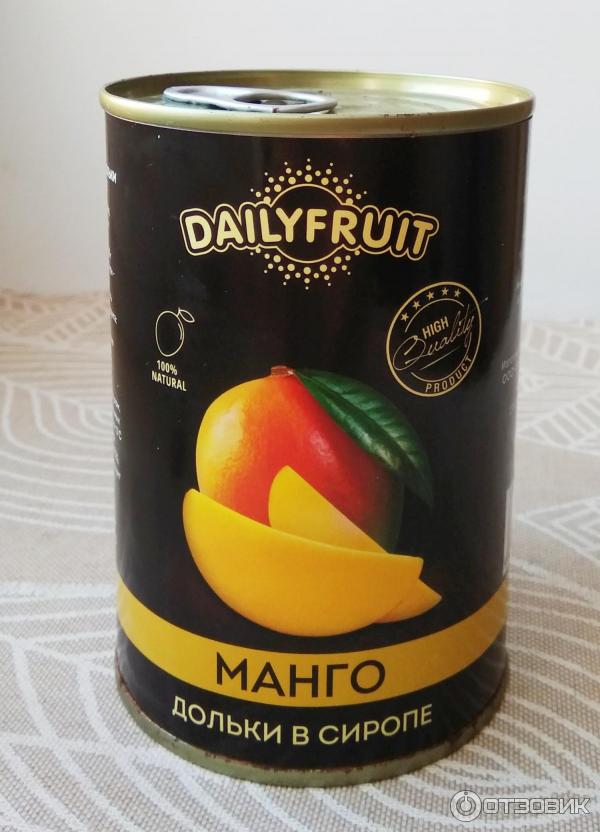 DAILYFRUIT
100%
NATURAL
HIGH
Quality
PRODUCT
МАНГО
ДОЛЬКИ В СИРОПЕ
ОТЗОВИК